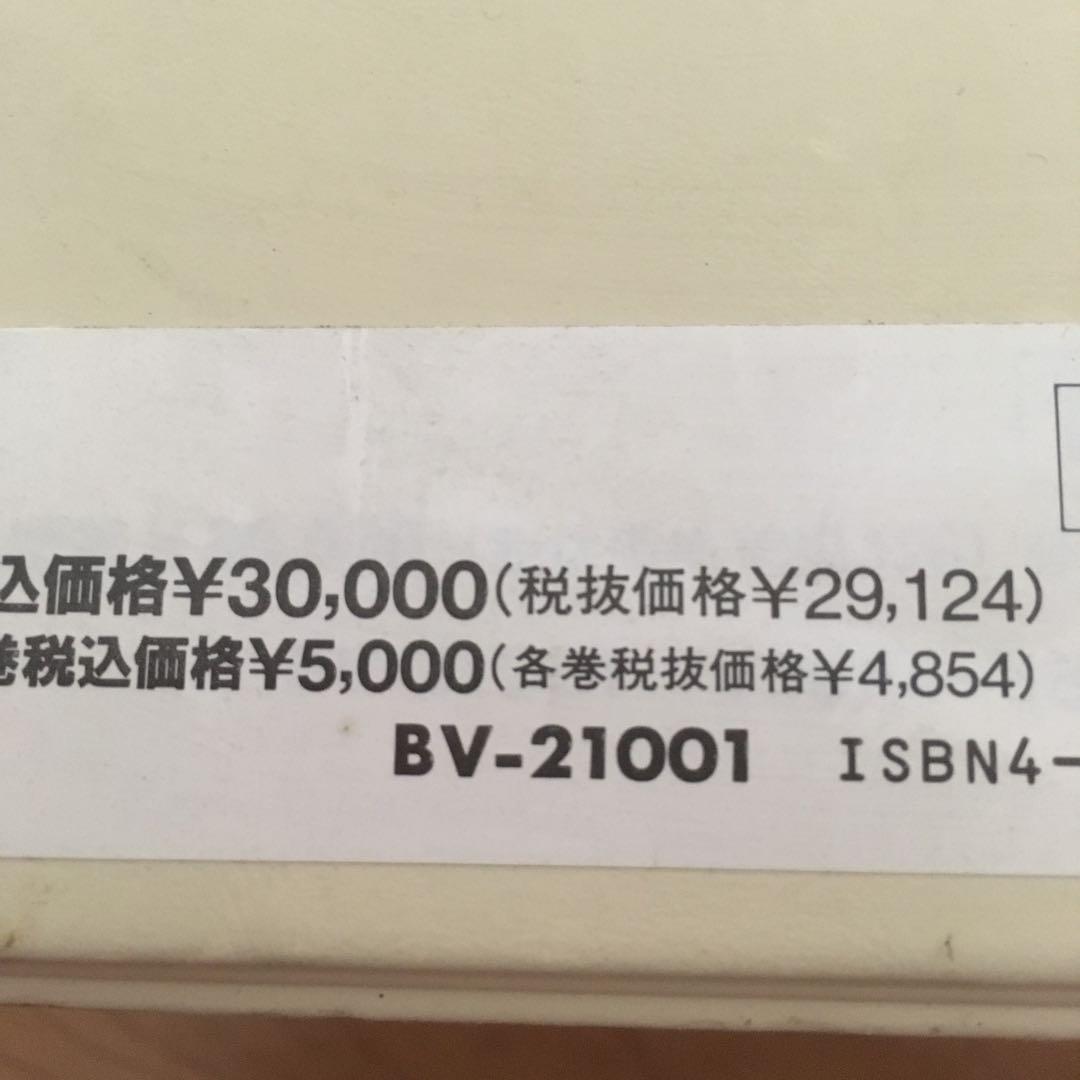 込価格¥30,000(税抜価格¥29,124)
巻税込価格¥5,000(各巻税抜価格¥4,854)
BV-21001 ISBN4-